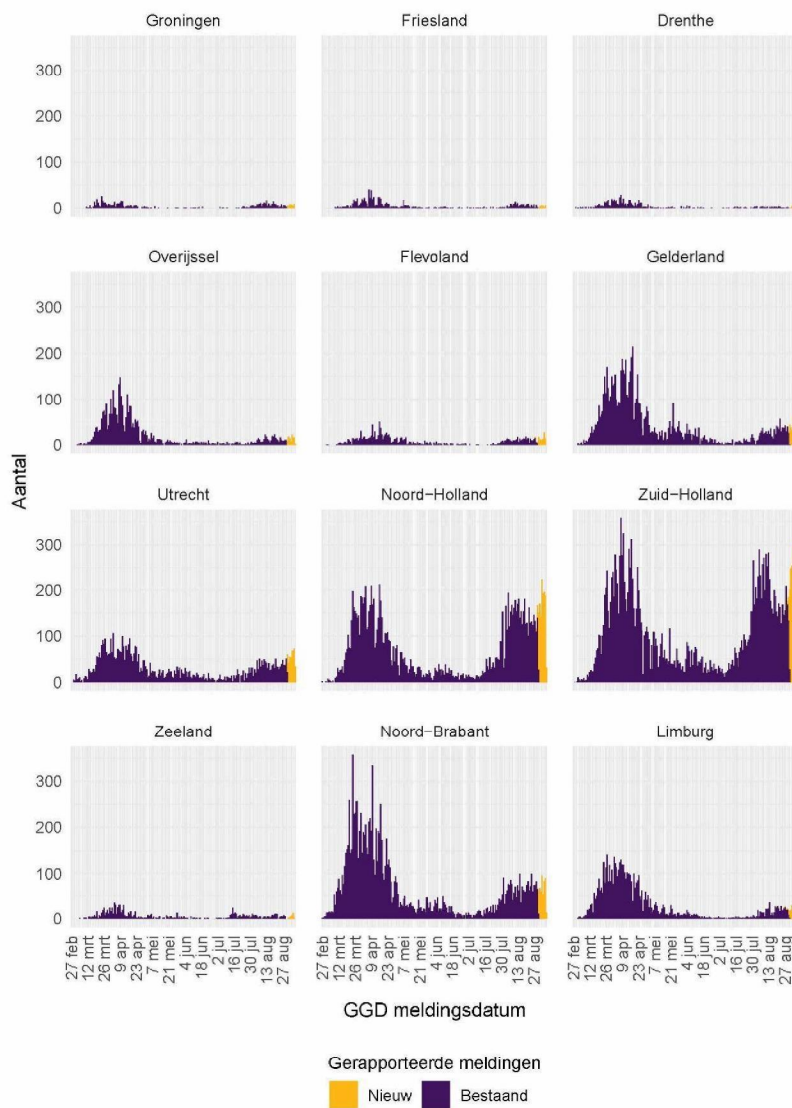 Groningen
Friesland
Drenthe
300
200
100
0
Overijssel
Flevoland
Gelderland
300
200
100
0
Aantal
Utrecht
Noord-Holland
Zuid-Holland
300
200
100
0
Zeeland
Noord-Brabant
Limburg
300
200
100
0
27 feb
12 mrt
26 mrt
9 apr
23 apr
7 mei
21 mei
4 jun
18 jun
2 jul
16 jul
30 jul
13 aug
27 aug
27 feb
12 mrt
26 mrt
9 apr
23 apr
7 mei
21 mei
4 jun
18 jun
2 jul
16 jul
30 jul
13 aug
27 aug
27 feb
12 mrt
26 mrt
9 apr
23 apr
7 mei
21 mei
4 jun
18 jun
2 jul
16 jul
30 jul
13 aug
27 aug
GGD meldingsdatum
Gerapporteerde meldingen
Nieuw
Bestaand